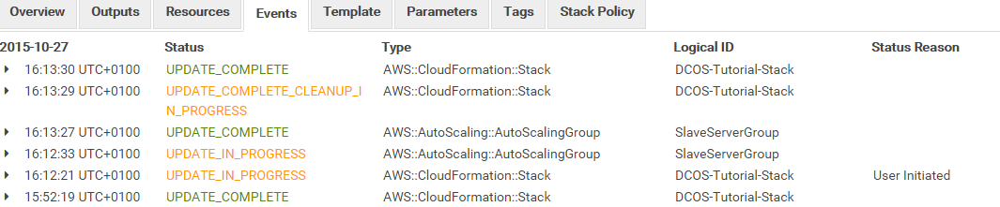 Overview Outputs Resources Events Template Parameters Tags Stack Policy
2015-10-27 Status Type Logical ID Status Reason
16:13:30 UTC+0100 UPDATE_COMPLETE AWS::CloudFormation::Stack DCOS-Tutorial-Stack
16:13:29 UTC+0100 UPDATE_COMPLETE_CLEANUP_I AWS::CloudFormation::Stack DCOS-Tutorial-Stack
N_PROGRESS
16:13:27 UTC+0100 UPDATE_COMPLETE AWS::AutoScaling::AutoScalingGroup SlaveServerGroup
16:12:33 UTC+0100 UPDATE_IN_PROGRESS AWS::AutoScaling::AutoScalingGroup SlaveServerGroup
16:12:21 UTC+0100 UPDATE_IN_PROGRESS AWS::CloudFormation::Stack DCOS-Tutorial-Stack User Initiated
15:52:19 UTC+0100 UPDATE_COMPLETE AWS::CloudFormation::Stack DCOS-Tutorial-Stack